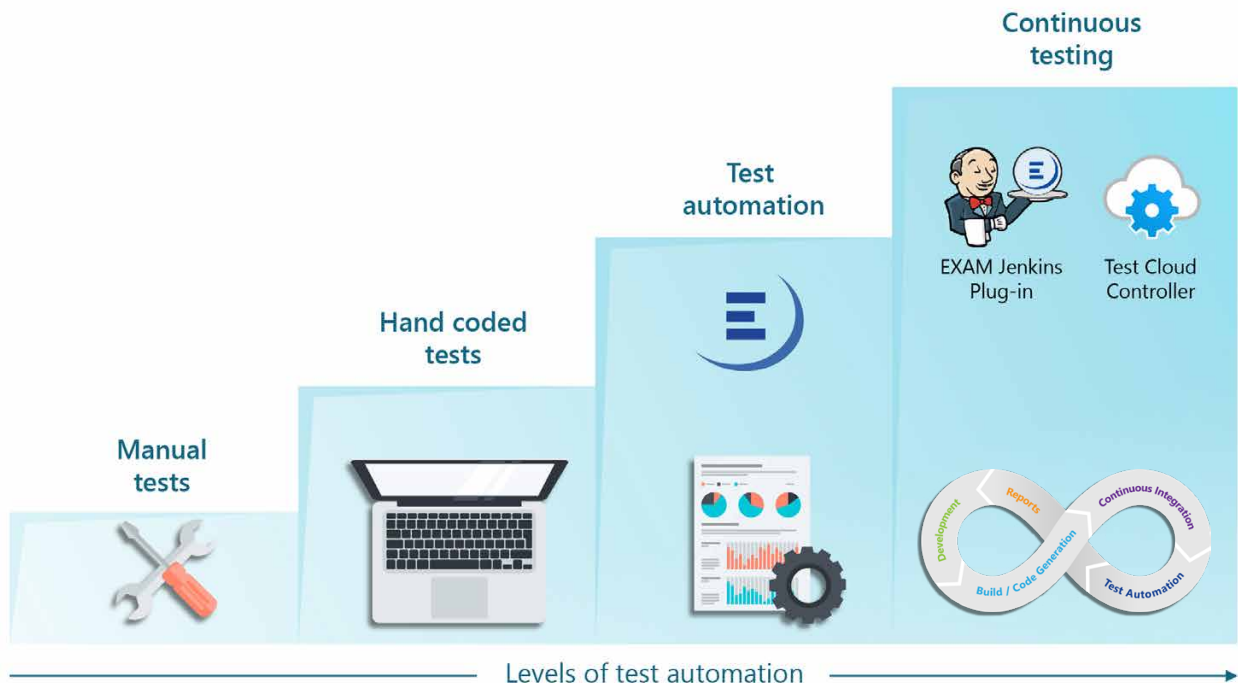 Continuous
testing
Test
automation
EXAM Jenkins
Plug-in
Test Cloud
Controller
Hand coded
tests
Manual
tests
Development
Reports
Build / Code Generation
Continuous Integration
Test Automation
Levels of test automation